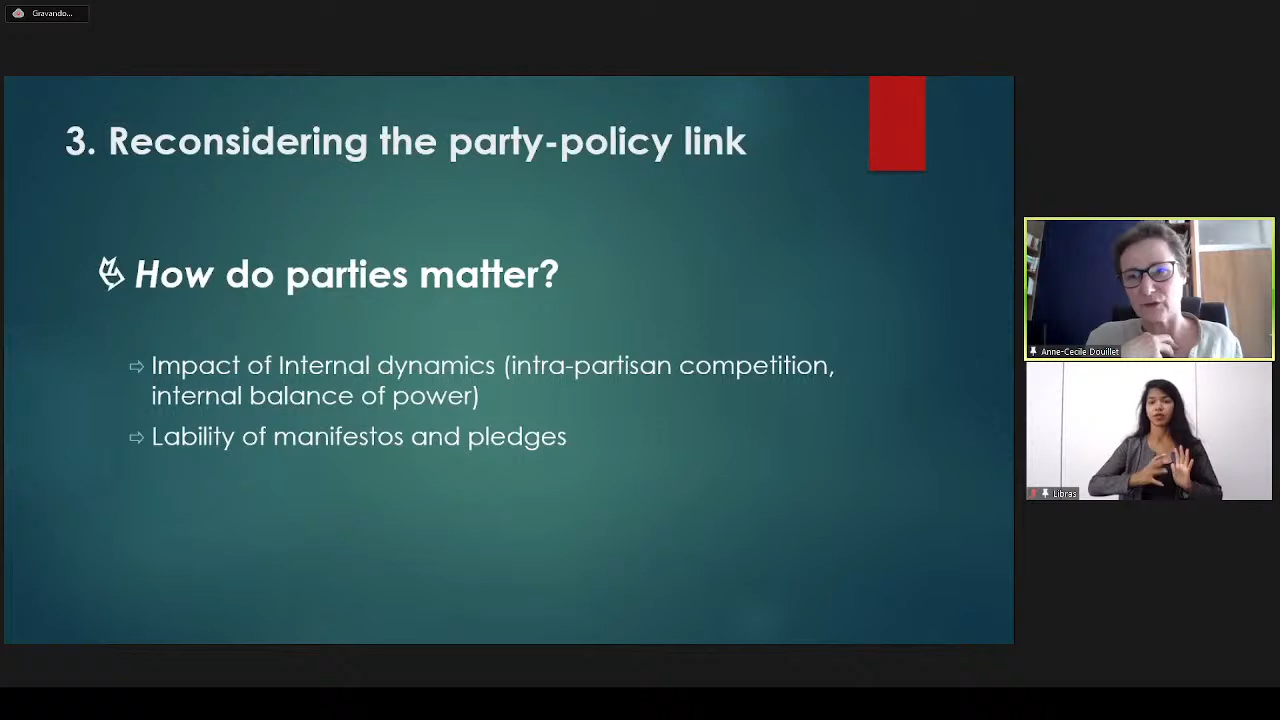 Gravando...
3. Reconsidering the party-policy link
How do parties matter?
Impact of Internal dynamics (intra-partisan competition,
internal balance of power)
Lability of manifestos and pledges
Anne-Cecile Douillet
Libras